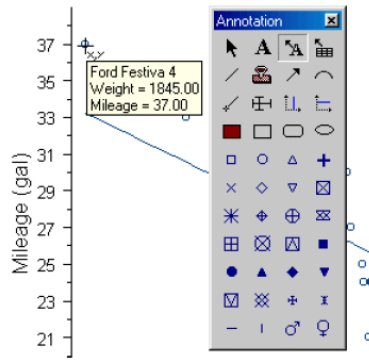 Annotation
A
A
37
x,y
Ford Festiva 4
Weight = 1845.00
Mileage = 37.00
35
33
31
29
27
25
23
21
Mileage (gal)